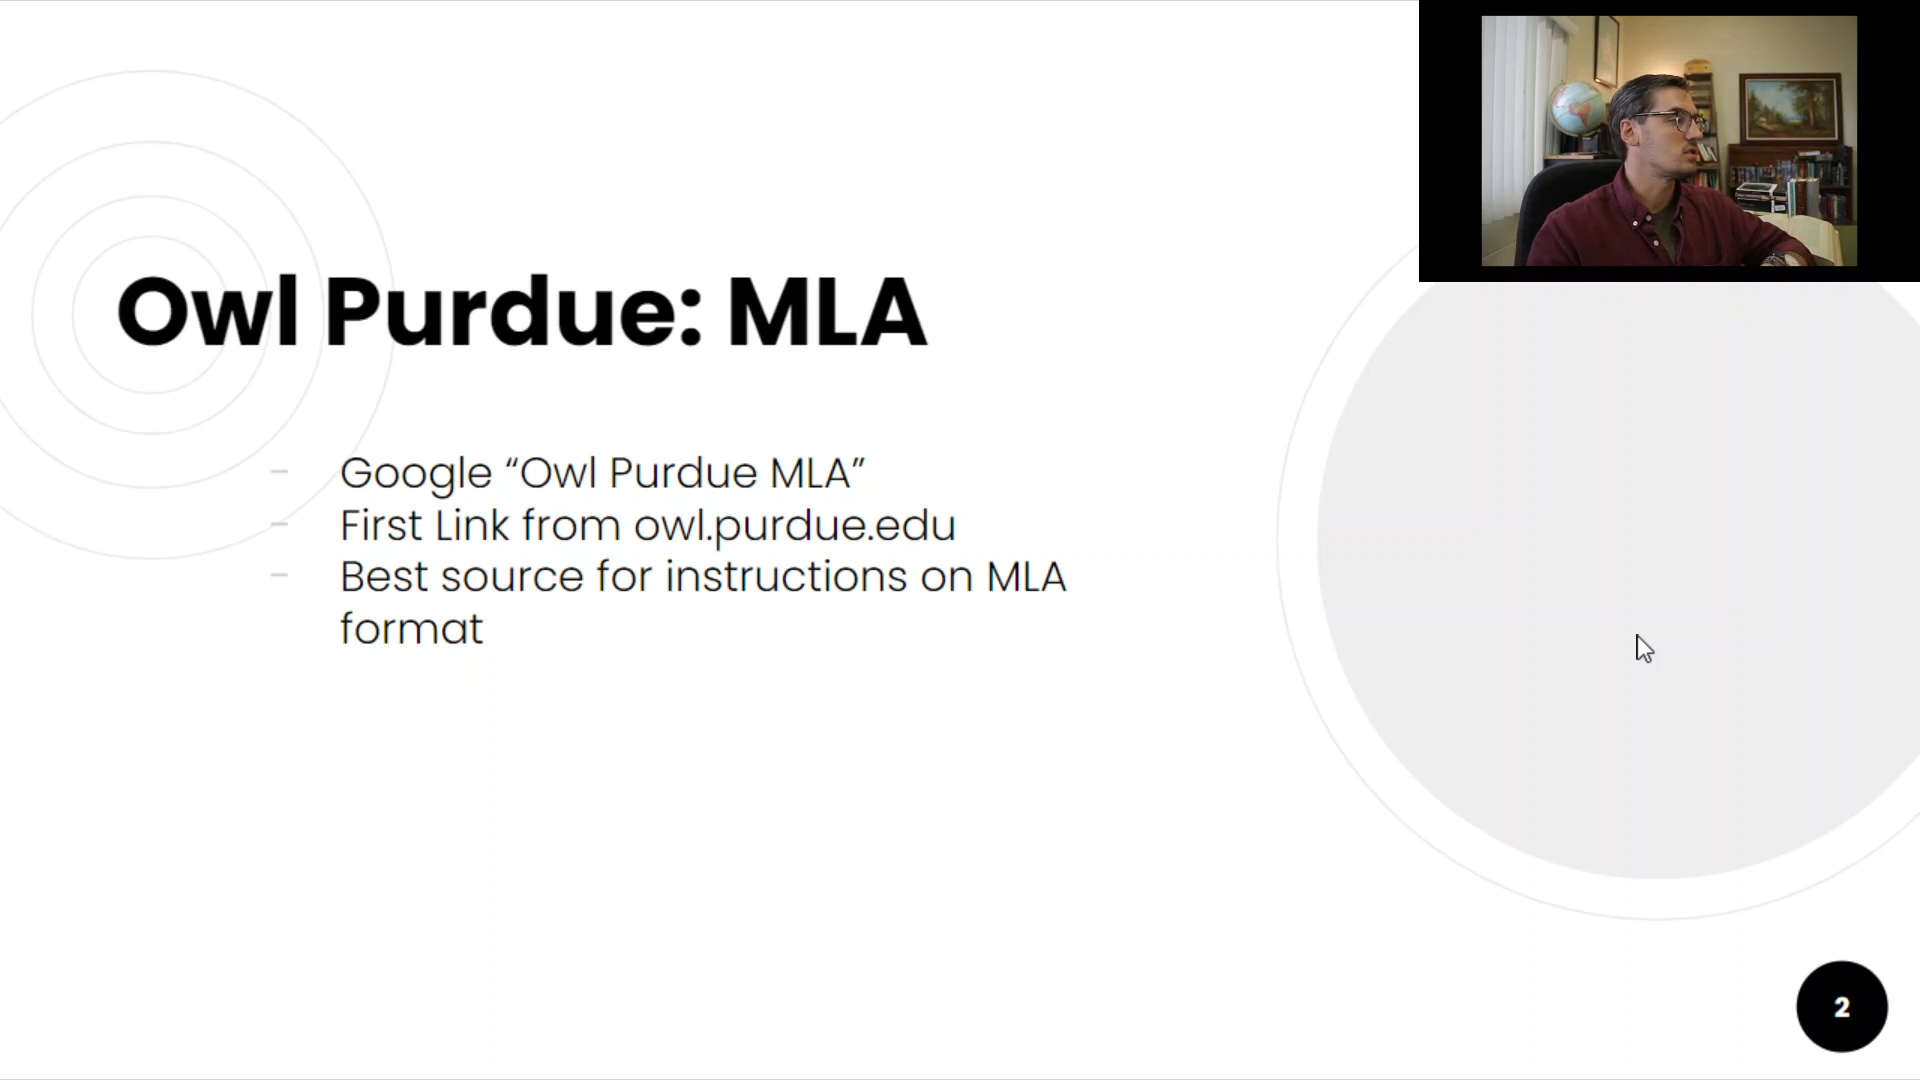 Owl Purdue: MLA
- Google “Owl Purdue MLA”
- First Link from owl.purdue.edu
- Best source for instructions on MLA
format
2